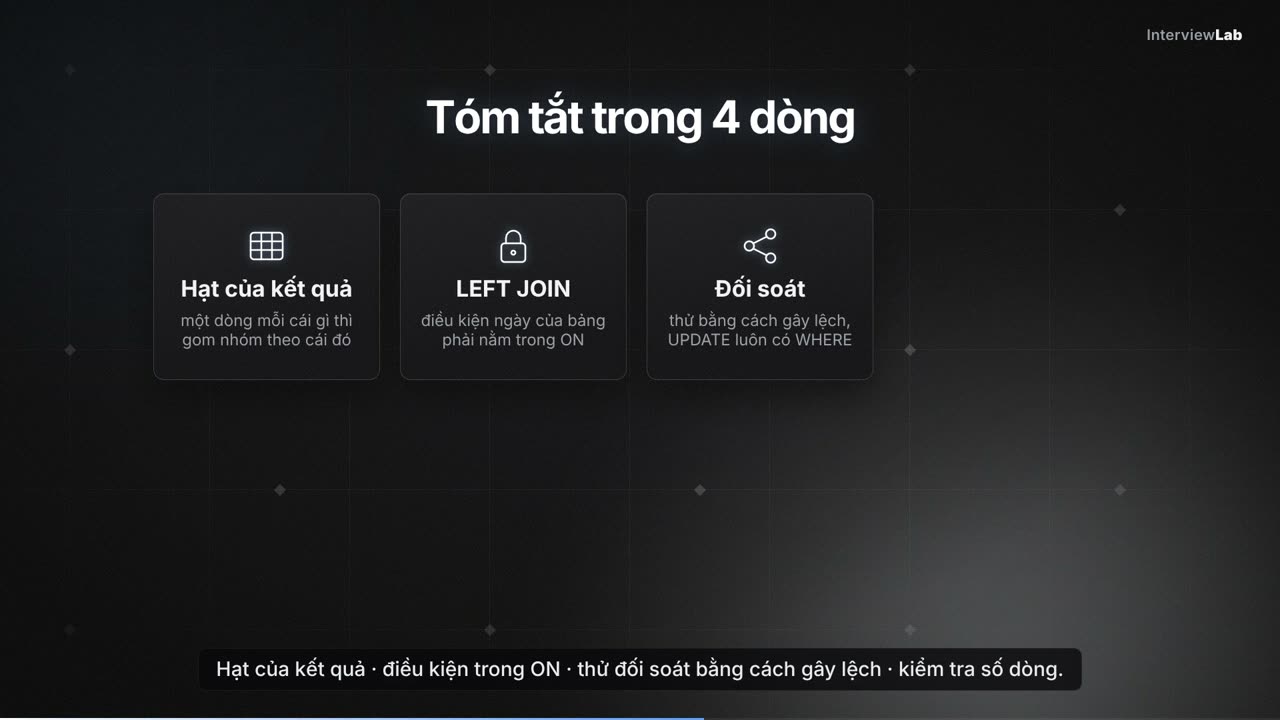 InterviewLab
Tóm tắt trong 4 dòng
Hạt của kết quả
một dòng mỗi cái gì thì
gom nhóm theo cái đó
LEFT JOIN
điều kiện ngày của bảng
phải nằm trong ON
Đối soát
thử bằng cách gây lệch,
UPDATE luôn có WHERE
Hạt của kết quả · điều kiện trong ON · thử đối soát bằng cách gây lệch · kiểm tra số dòng.